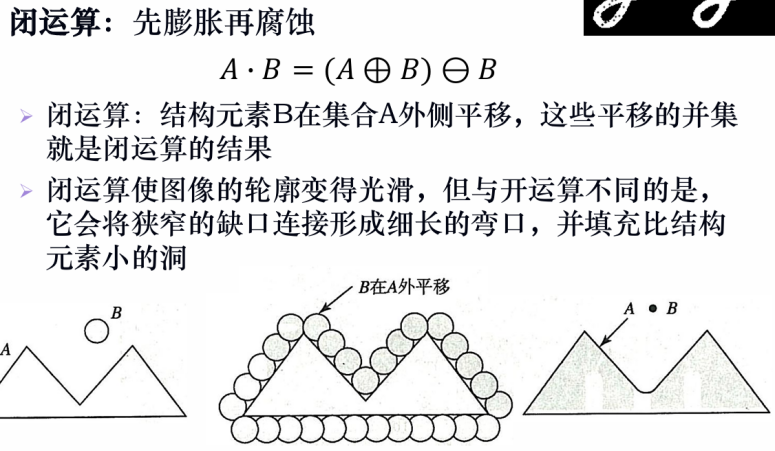 闭运算：先膨胀再腐蚀
A · B = (A ⊕ B) ⊖ B
闭运算：结构元素B在集合A外侧平移，这些平移的并集
就是闭运算的结果
闭运算使图像的轮廓变得光滑，但与开运算不同的是，
它会将狭窄的缺口连接形成细长的弯口，并填充比结构
元素小的洞
B在A外平移
B
A
A • B